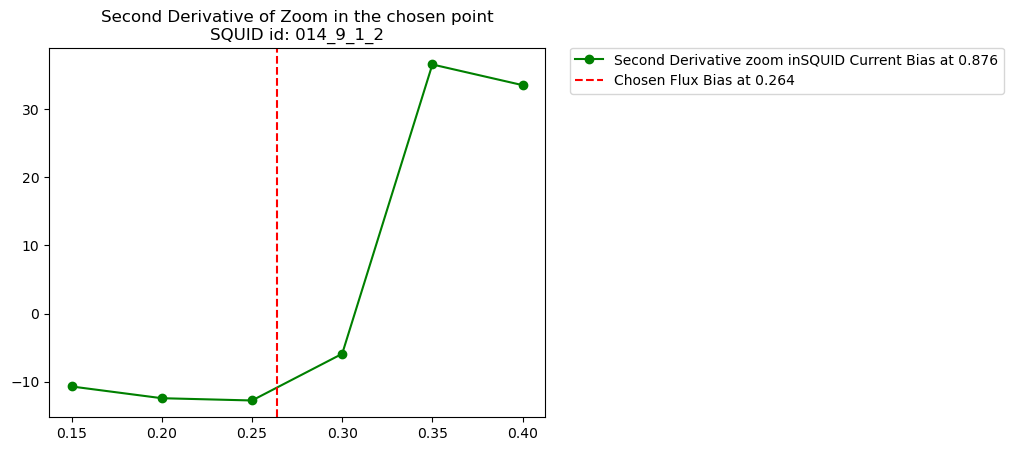 Second Derivative of Zoom in the chosen point
SQUID id: 014_9_1_2
Second Derivative zoom inSQUID Current Bias at 0.876
Chosen Flux Bias at 0.264
30
20
10
0
−10
0.15 0.20 0.25 0.30 0.35 0.40